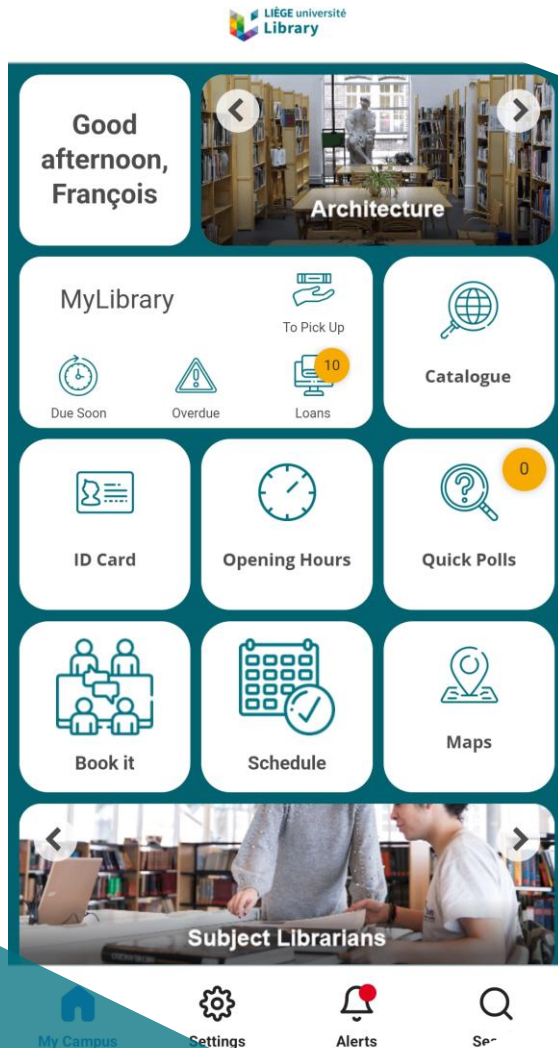 LIÈGE université
Library
Good
afternoon,
François
Architecture
MyLibrary
To Pick Up
Due Soon
Overdue
10
Loans
Catalogue
ID Card
Opening Hours
0
Quick Polls
Book it
Schedule
Maps
Subject Librarians
My Campus
Settings
Alerts